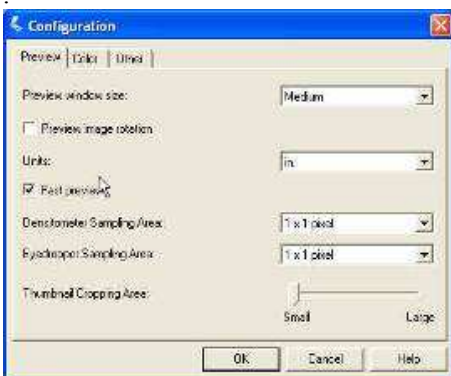 Configuration
Preview Color Other
Preview window size: Medium
Preview image rotation
Units: in.
Fast preview
Densitometer Sampling Area: 1 x 1 pixel
Eyedropper Sampling Area: 1 x 1 pixel
Thumbnail Cropping Area:
Small Large
OK Cancel Help